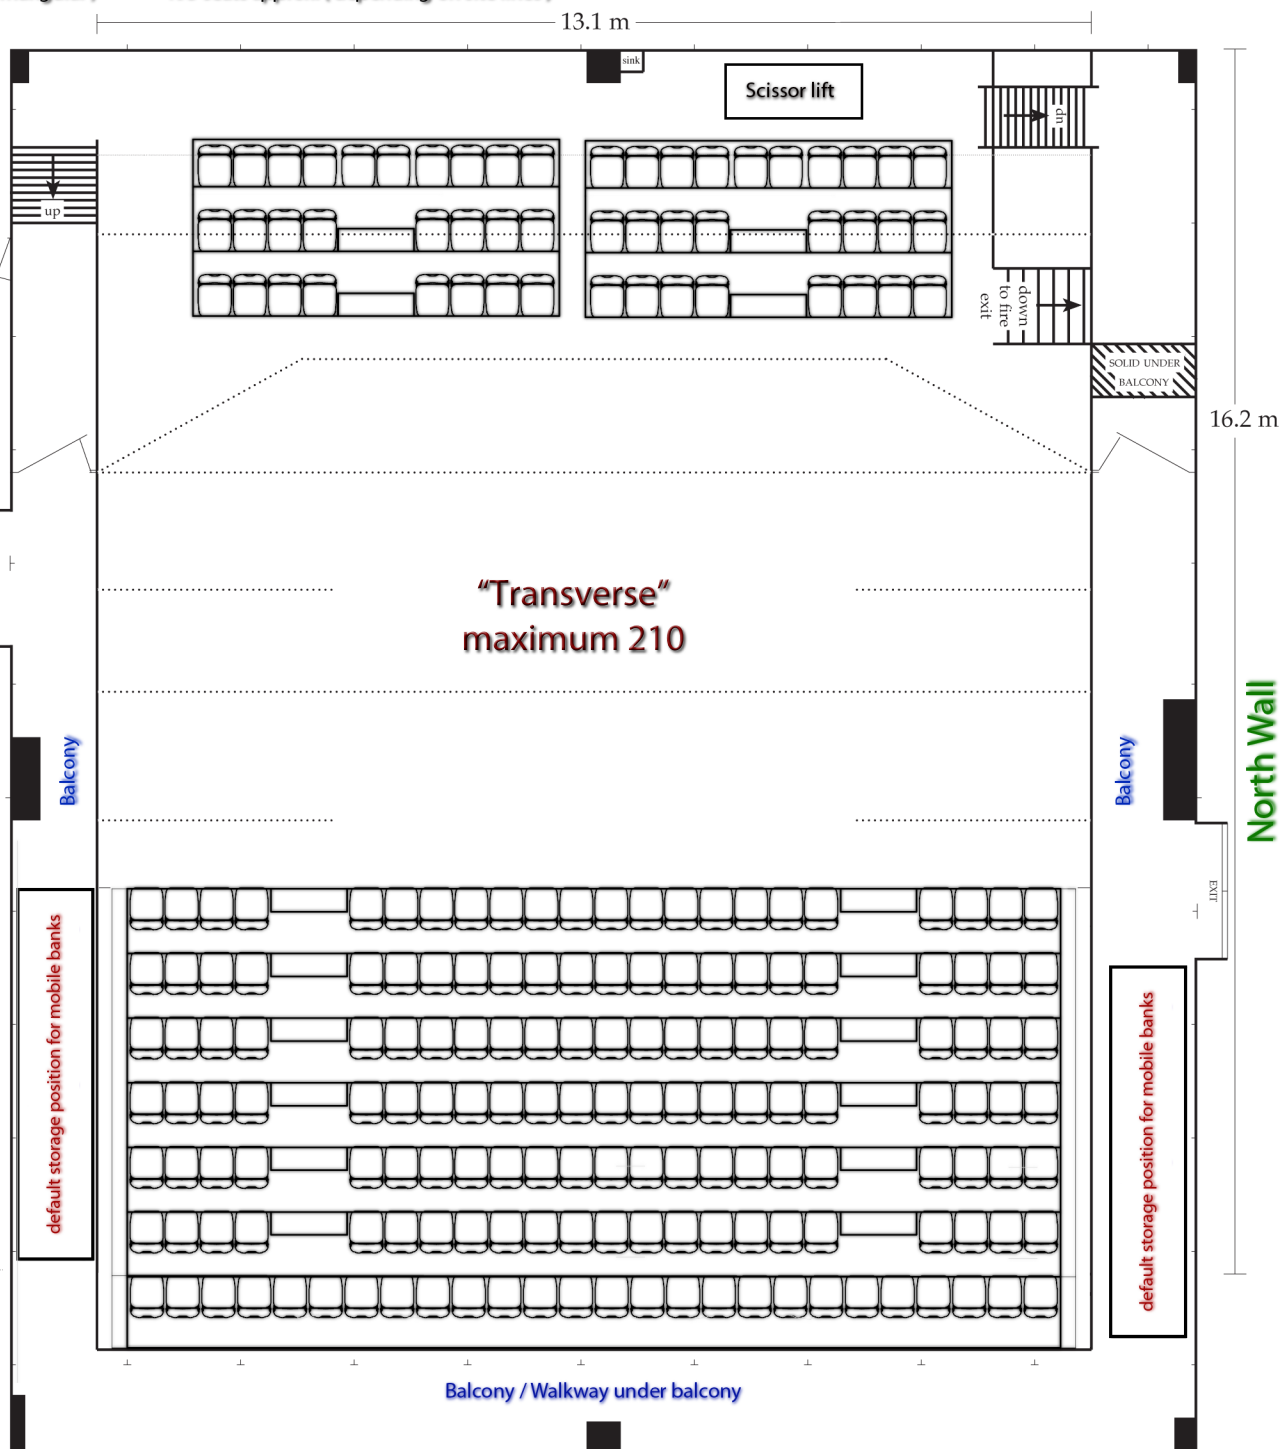 13.1 m
sink
Scissor lift
up
up
down
to fire
exit
SOLID UNDER
BALCONY
16.2 m
“Transverse”
maximum 210
North Wall
Balcony
Balcony
EXIT
default storage position for mobile banks
default storage position for mobile banks
Balcony / Walkway under balcony